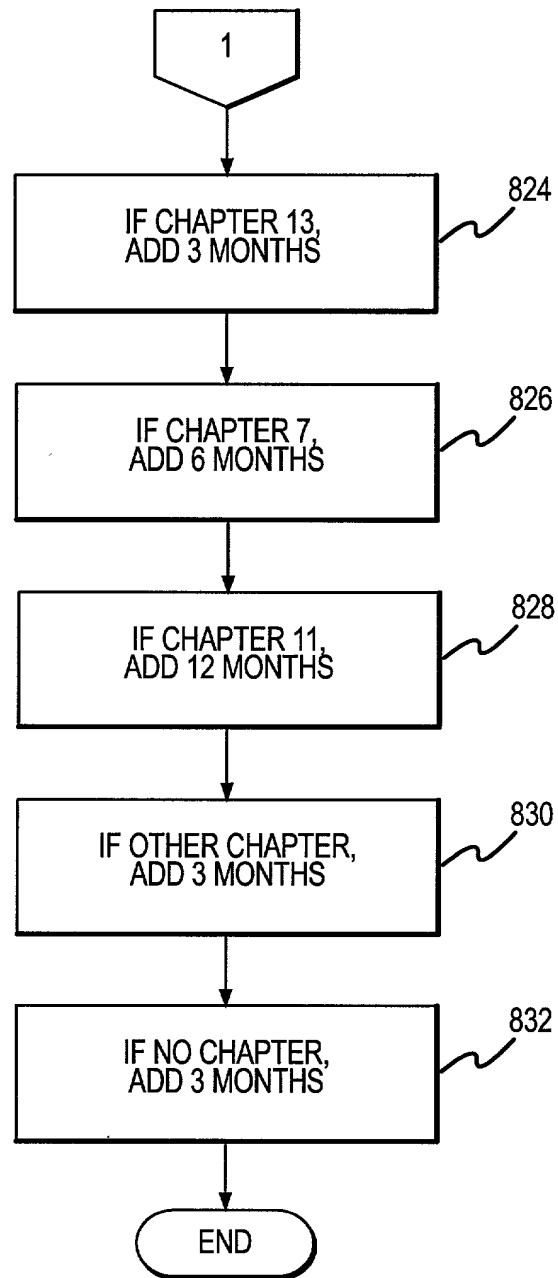 1
IF CHAPTER 13,
ADD 3 MONTHS
824
IF CHAPTER 7,
ADD 6 MONTHS
826
IF CHAPTER 11,
ADD 12 MONTHS
828
IF OTHER CHAPTER,
ADD 3 MONTHS
830
IF NO CHAPTER,
ADD 3 MONTHS
832
END